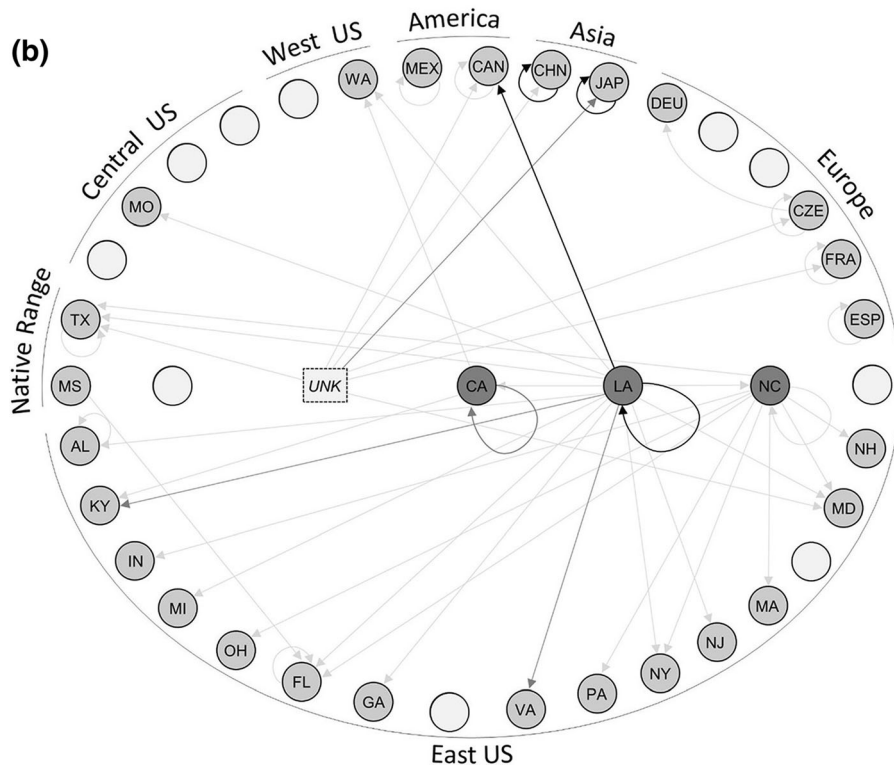 (b)
America
West US
Asia
Central US
Europe
Native Range
East US
WA
MEX
CAN
CHN
JAP
DEU
MO
CZE
FRA
TX
ESP
MS
UNK
CA
LA
NC
AL
NH
KY
MD
IN
MI
MA
OH
NJ
FL
NY
GA
VA
PA